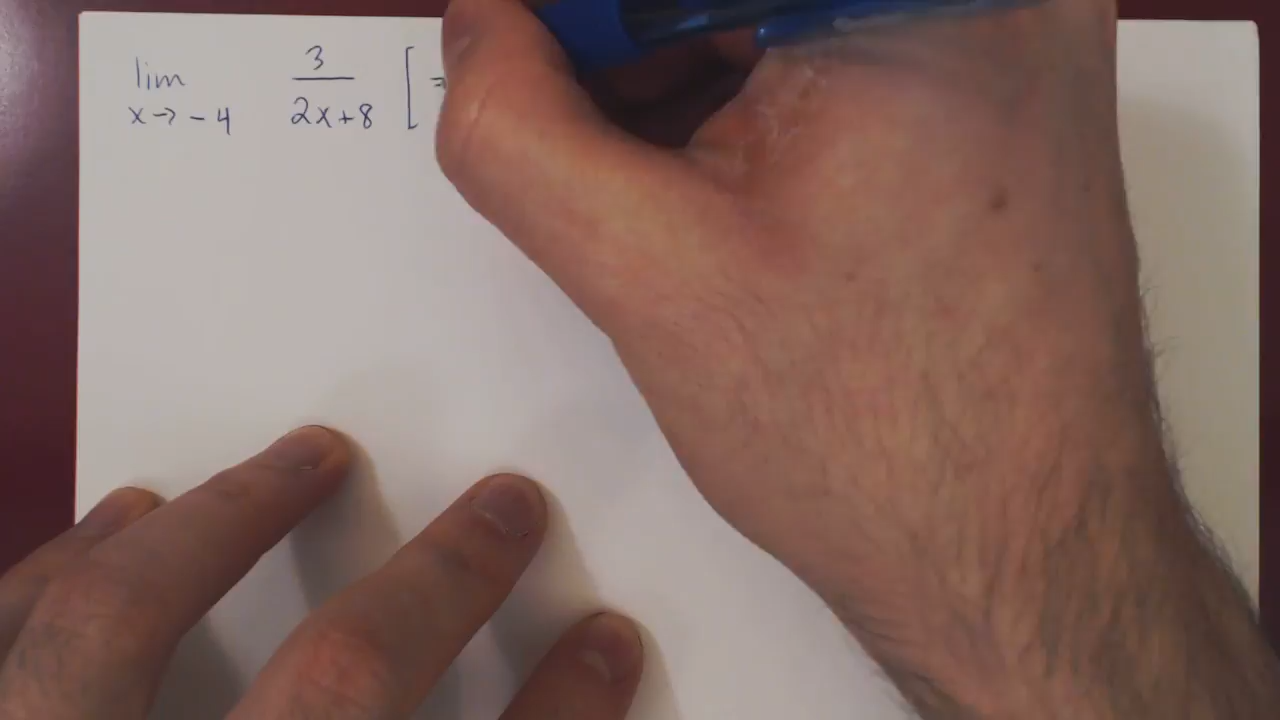 lim 3
x→-4 2x+8 [=